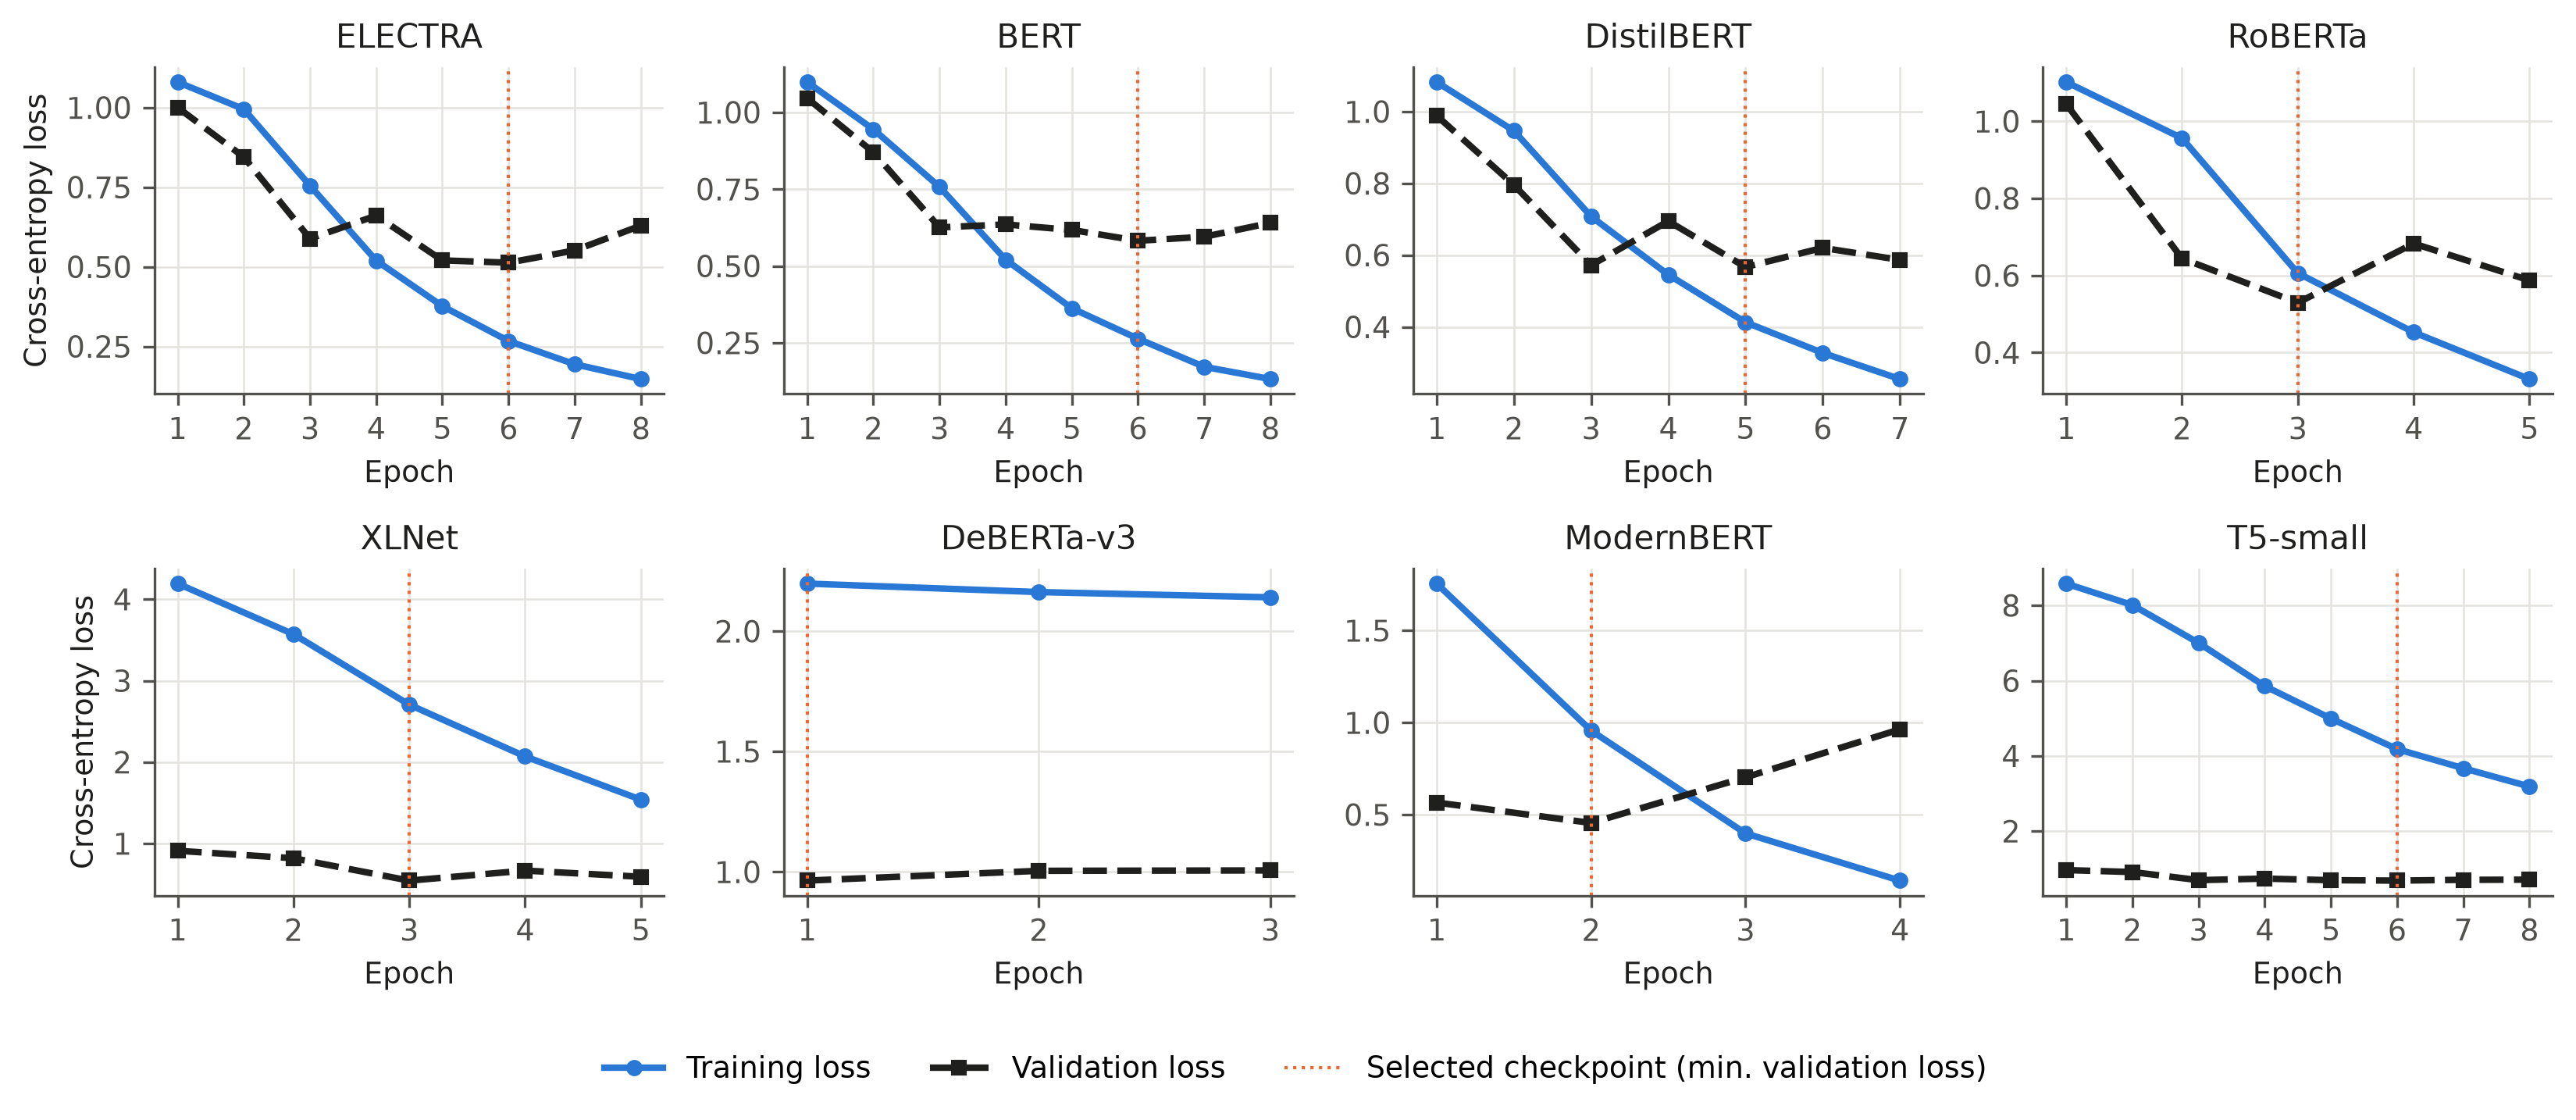 ELECTRA
BERT
DistilBERT
RoBERTa
Cross-entropy loss
1.00
0.75
0.50
0.25
1 2 3 4 5 6 7 8
Epoch
1.00
0.75
0.50
0.25
1 2 3 4 5 6 7 8
Epoch
1.0
0.8
0.6
0.4
1 2 3 4 5 6 7
Epoch
1.0
0.8
0.6
0.4
1 2 3 4 5
Epoch
XLNet
DeBERTa-v3
ModernBERT
T5-small
Cross-entropy loss
4
3
2
1
1 2 3 4 5
Epoch
2.0
1.5
1.0
1 2 3
Epoch
1.5
1.0
0.5
1 2 3 4
Epoch
8
6
4
2
1 2 3 4 5 6 7 8
Epoch
Training loss
Validation loss
Selected checkpoint (min. validation loss)